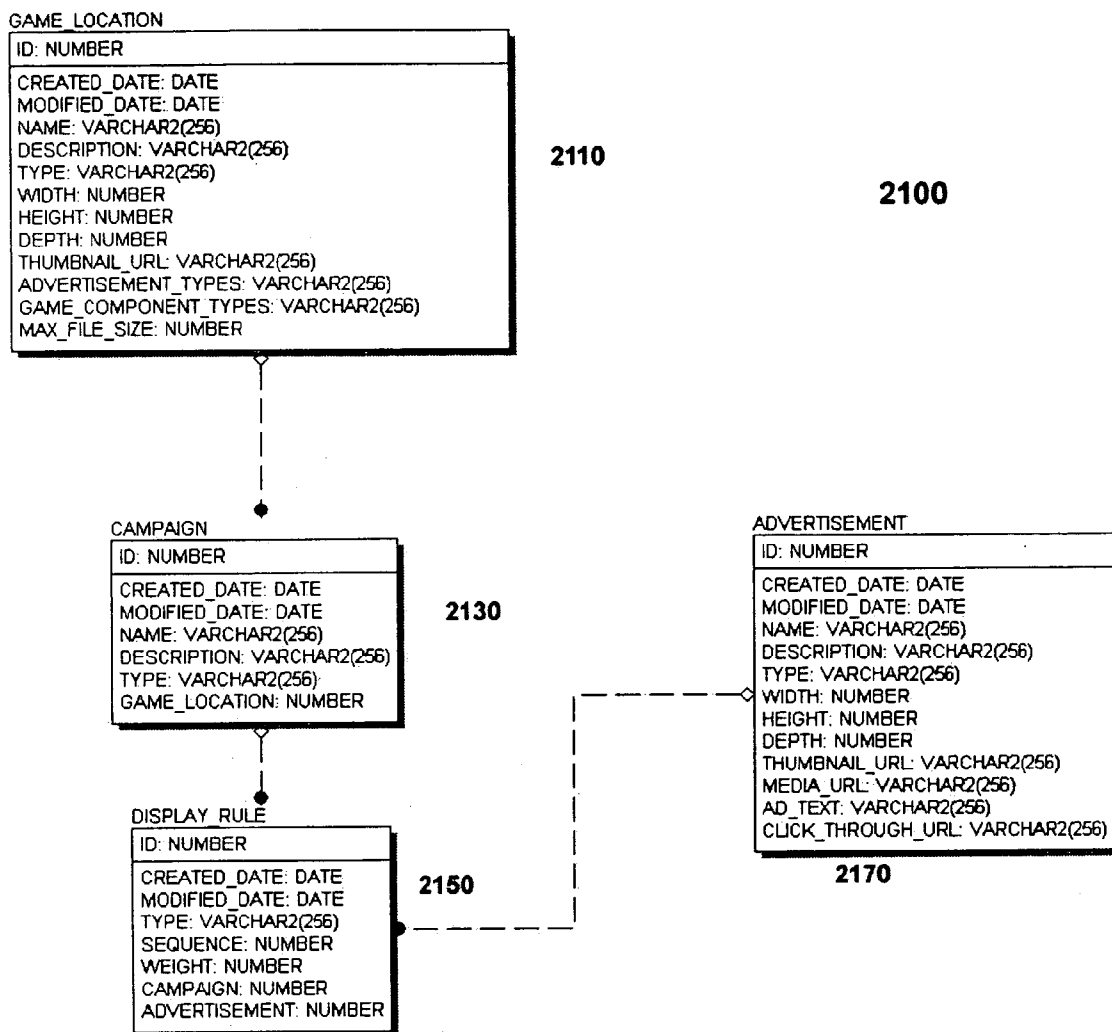 GAME_LOCATION
ID: NUMBER
CREATED_DATE: DATE
MODIFIED_DATE: DATE
NAME: VARCHAR2(256)
DESCRIPTION: VARCHAR2(256)
TYPE: VARCHAR2(256)
WIDTH: NUMBER
HEIGHT: NUMBER
DEPTH: NUMBER
THUMBNAIL_URL: VARCHAR2(256)
ADVERTISEMENT_TYPES: VARCHAR2(256)
GAME_COMPONENT_TYPES: VARCHAR2(256)
MAX_FILE_SIZE: NUMBER
2110
2100
CAMPAIGN
ID: NUMBER
CREATED_DATE: DATE
MODIFIED_DATE: DATE
NAME: VARCHAR2(256)
DESCRIPTION: VARCHAR2(256)
TYPE: VARCHAR2(256)
GAME_LOCATION: NUMBER
2130
ADVERTISEMENT
ID: NUMBER
CREATED_DATE: DATE
MODIFIED_DATE: DATE
NAME: VARCHAR2(256)
DESCRIPTION: VARCHAR2(256)
TYPE: VARCHAR2(256)
WIDTH: NUMBER
HEIGHT: NUMBER
DEPTH: NUMBER
THUMBNAIL_URL: VARCHAR2(256)
MEDIA_URL: VARCHAR2(256)
AD_TEXT: VARCHAR2(256)
CLICK_THROUGH_URL: VARCHAR2(256)
2170
DISPLAY_RULE
ID: NUMBER
CREATED_DATE: DATE
MODIFIED_DATE: DATE
TYPE: VARCHAR2(256)
SEQUENCE: NUMBER
WEIGHT: NUMBER
CAMPAIGN: NUMBER
ADVERTISEMENT: NUMBER
2150